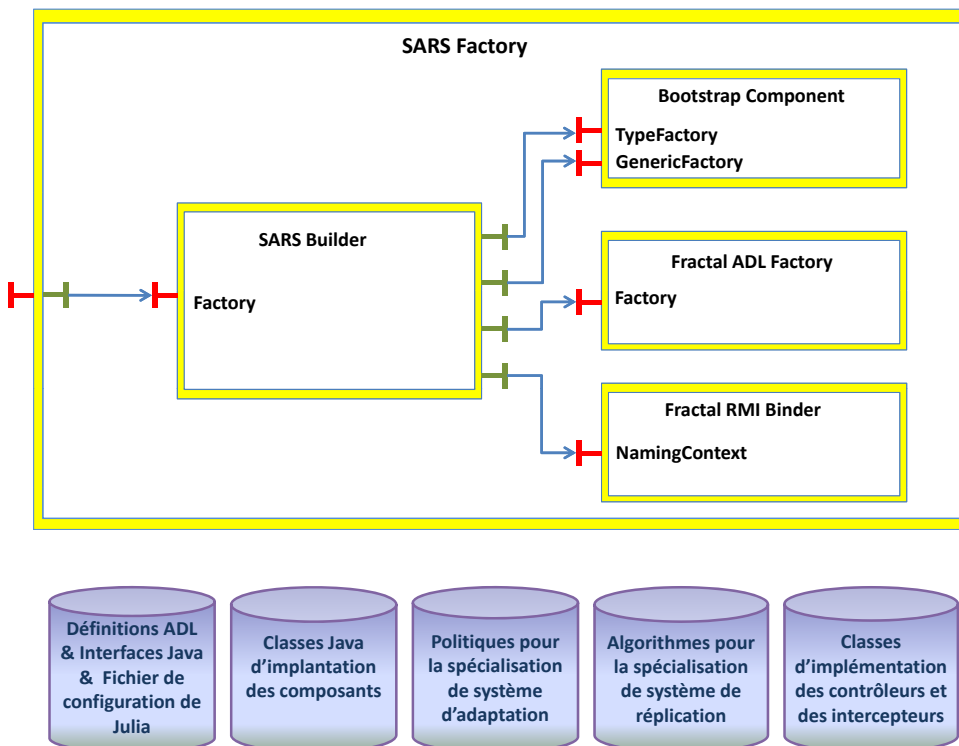 SARS Factory
Bootstrap Component
TypeFactory
GenericFactory
SARS Builder
Factory
Fractal ADL Factory
Factory
Fractal RMI Binder
NamingContext
Définitions ADL
& Interfaces Java
& Fichier de
configuration de
Julia
Classes Java
d’implantation
des composants
Politiques pour
la spécialisation
de système
d’adaptation
Algorithmes pour
la spécialisation
de système de
réplication
Classes
d’implémentation
des contrôleurs et
des intercepteurs